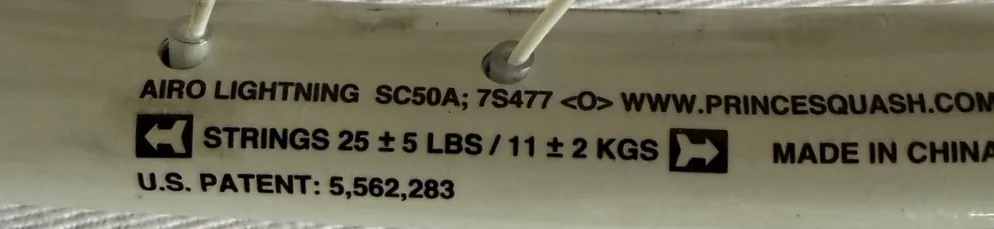 AIRO LIGHTNING SC50A; 7S477 <O> WWW.PRINCESQUASH.COM
STRINGS 25 ± 5 LBS / 11 ± 2 KGS MADE IN CHINA
U.S. PATENT: 5,562,283